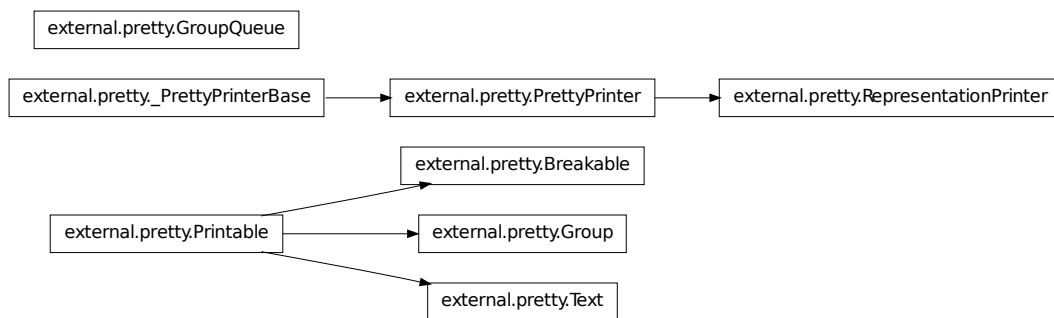 external.pretty.GroupQueue
external.pretty._PrettyPrinterBase
external.pretty.PrettyPrinter
external.pretty.RepresentationPrinter
external.pretty.Breakable
external.pretty.Printable
external.pretty.Group
external.pretty.Text